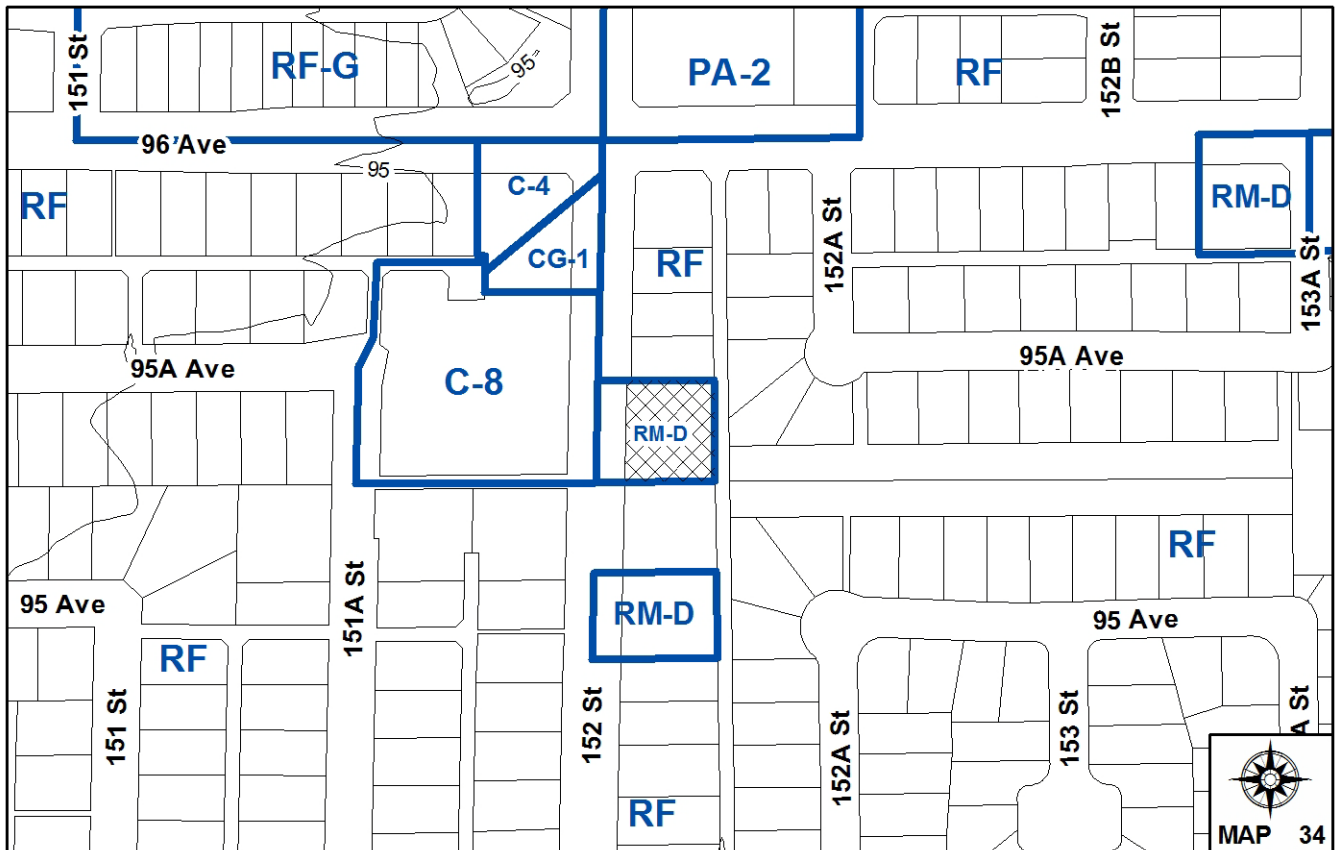 151 St
RF-G
95
PA-2
RF
152B St
96 Ave
95
C-4
RF
RM-D
152A St
CG-1
RF
153A St
95A Ave
95A Ave
C-8
RM-D
RF
151A St
95 Ave
RM-D
95 Ave
RF
151 St
152 St
152A St
153 St
A St
RF
MAP 34